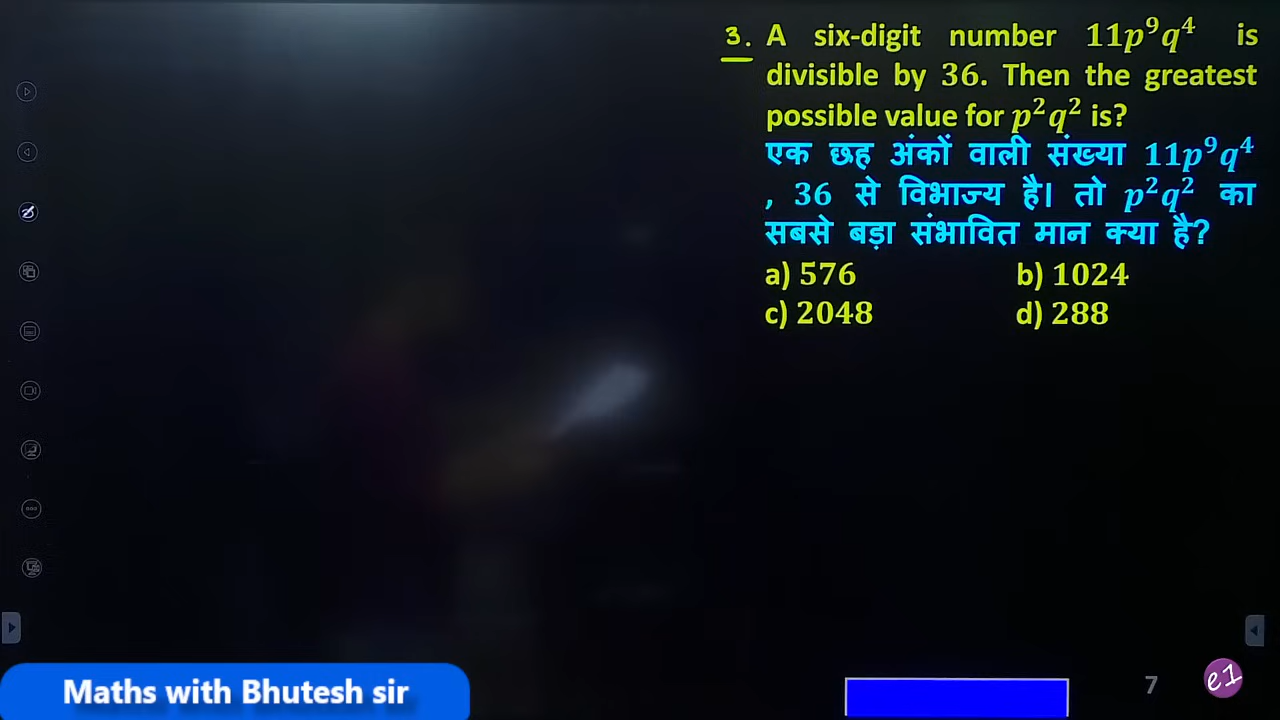 3. A six-digit number 11p⁹q⁴ is
divisible by 36. Then the greatest
possible value for p²q² is?
एक छह अंकों वाली संख्या 11p⁹q⁴
, 36 से विभाज्य है। तो p²q² का
सबसे बड़ा संभावित मान क्या है?
a) 576 b) 1024
c) 2048 d) 288
Maths with Bhutesh sir
7
e1